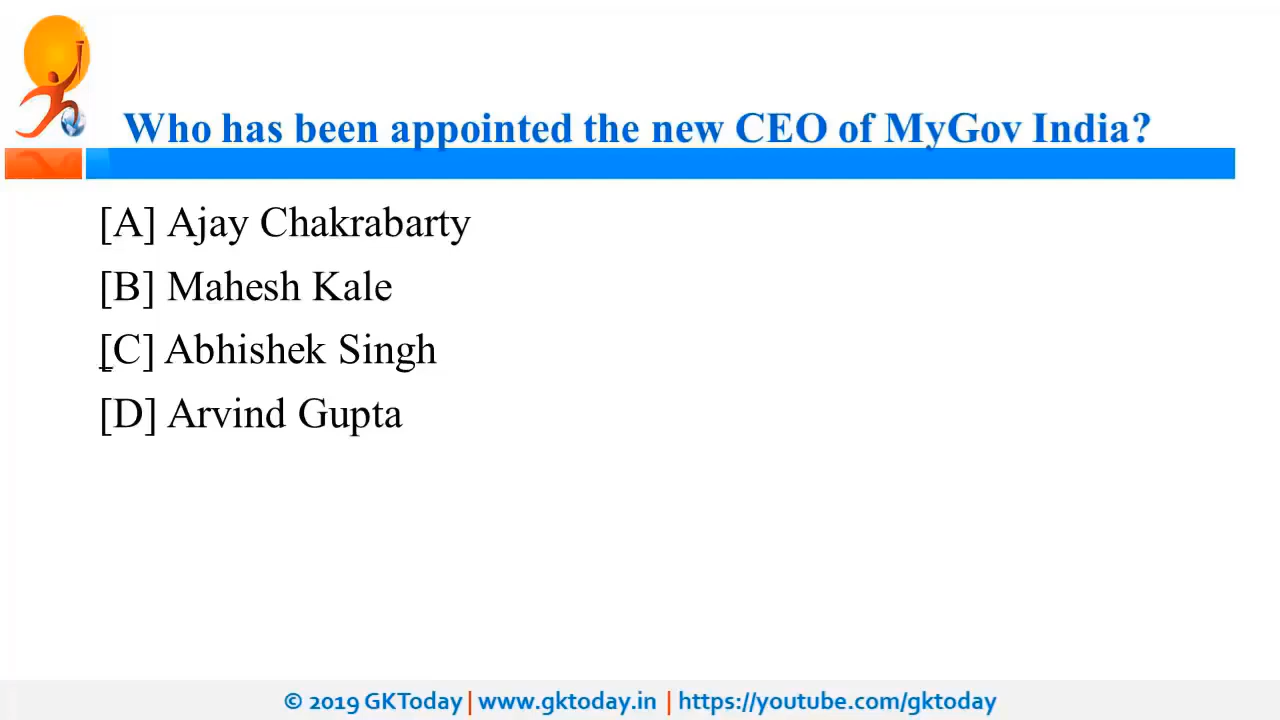 Who has been appointed the new CEO of MyGov India?
[A] Ajay Chakrabarty
[B] Mahesh Kale
[C] Abhishek Singh
[D] Arvind Gupta
© 2019 GKToday | www.gktoday.in | https://youtube.com/gktoday